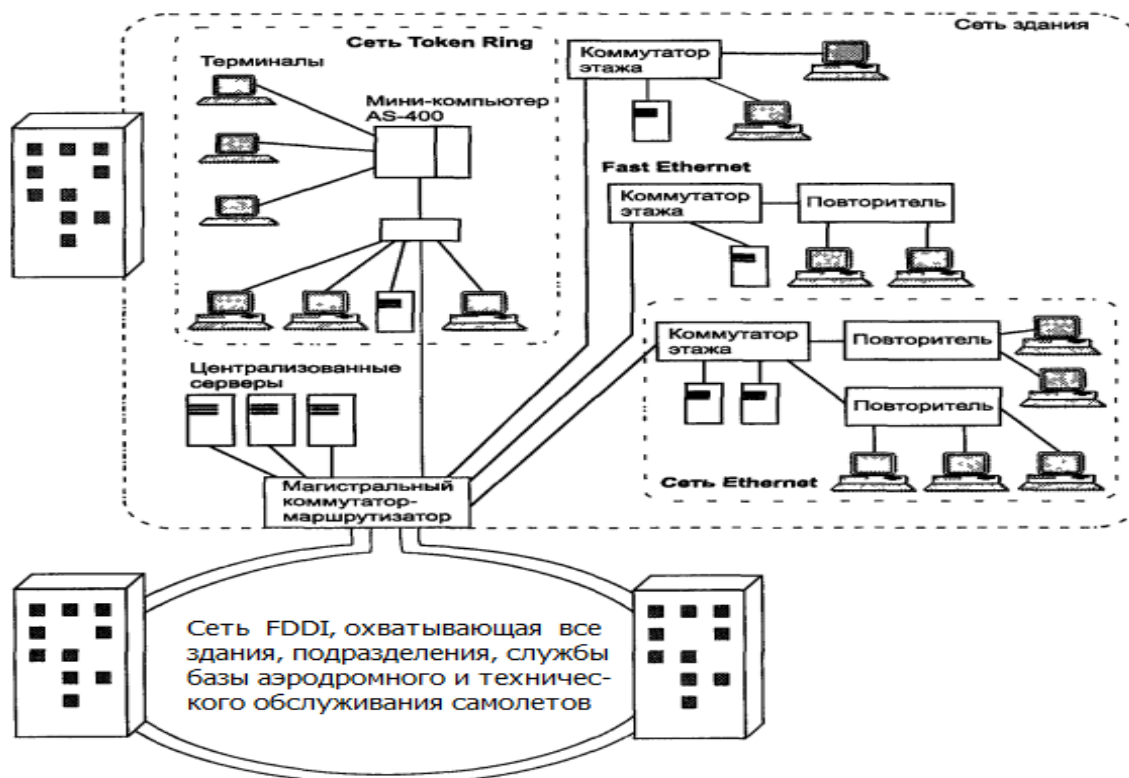 Сеть здания
Сеть Token Ring
Терминалы
Мини-компьютер
AS-400
Коммутатор
этажа
Fast Ethernet
Коммутатор
этажа
Повторитель
Коммутатор
этажа
Повторитель
Повторитель
Сеть Ethernet
Централизованные
серверы
Магистральный
коммутатор-
маршрутизатор
Сеть FDDI, охватывающая все
здания, подразделения, службы
базы аэродромного и техничес-
кого обслуживания самолетов